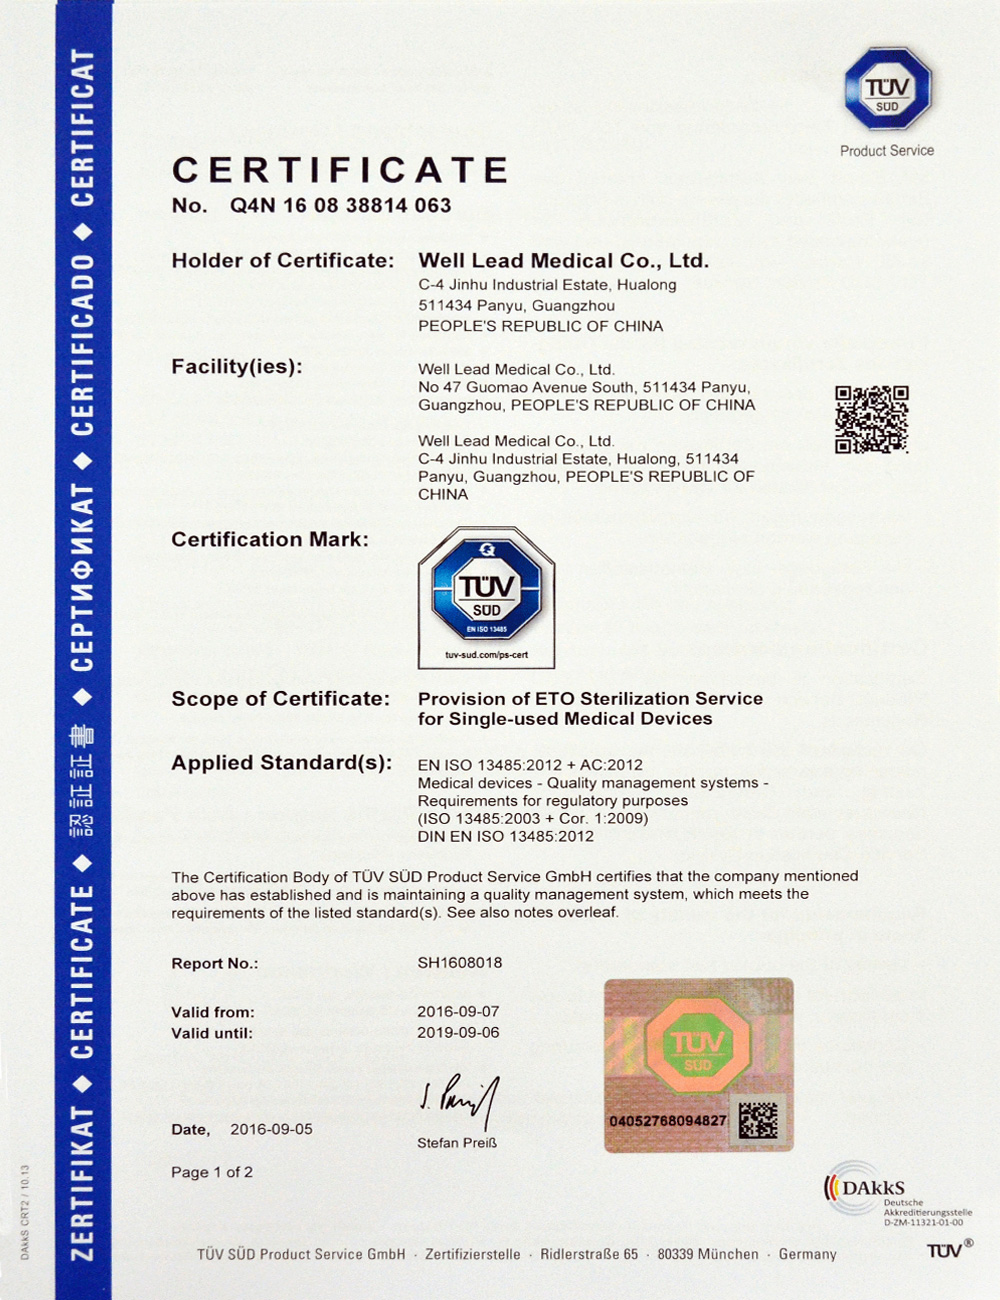 ZERTIFIKAT ◆ CERTIFICATE ◆ 認証証書 ◆ СЕРТИФИКАТ ◆ CERTIFICADO ◆ CERTIFICAT
TÜV
SÜD
Product Service
CERTIFICATE
No. Q4N 16 08 38814 063
Holder of Certificate: Well Lead Medical Co., Ltd.
C-4 Jinhu Industrial Estate, Hualong
511434 Panyu, Guangzhou
PEOPLE'S REPUBLIC OF CHINA
Facility(ies): Well Lead Medical Co., Ltd.
No 47 Guomao Avenue South, 511434 Panyu,
Guangzhou, PEOPLE'S REPUBLIC OF CHINA
Well Lead Medical Co., Ltd.
C-4 Jinhu Industrial Estate, Hualong, 511434
Panyu, Guangzhou, PEOPLE'S REPUBLIC OF
CHINA
Certification Mark:
Q
TÜV
SÜD
EN ISO 13485
tuv-sud.com/ps-cert
Scope of Certificate: Provision of ETO Sterilization Service
for Single-used Medical Devices
Applied Standard(s): EN ISO 13485:2012 + AC:2012
Medical devices - Quality management systems -
Requirements for regulatory purposes
(ISO 13485:2003 + Cor. 1:2009)
DIN EN ISO 13485:2012
The Certification Body of TÜV SÜD Product Service GmbH certifies that the company mentioned
above has established and is maintaining a quality management system, which meets the
requirements of the listed standard(s). See also notes overleaf.
Report No.: SH1608018
Valid from: 2016-09-07
Valid until: 2019-09-06
TÜV
SÜD
04052768094827
Date, 2016-09-05
Stefan Preiß
Page 1 of 2
DAkkS
Deutsche
Akkreditierungsstelle
D-ZM-11321-01-00
DAkkS CRT2 / 10.13
TÜV SÜD Product Service GmbH · Zertifizierstelle · Ridlerstraße 65 · 80339 München · Germany
TÜV®